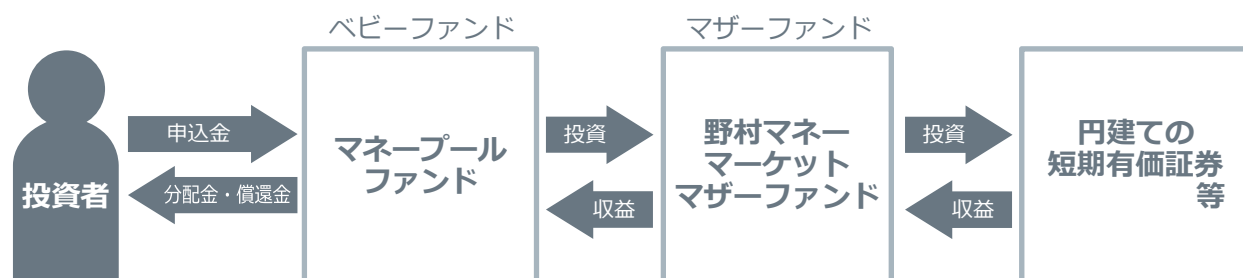 ベビーファンド
マザーファンド
投資者
申込金
分配金・償還金
マネープール
ファンド
投資
収益
野村マネー
マーケット
マザーファンド
投資
収益
円建ての
短期有価証券
等